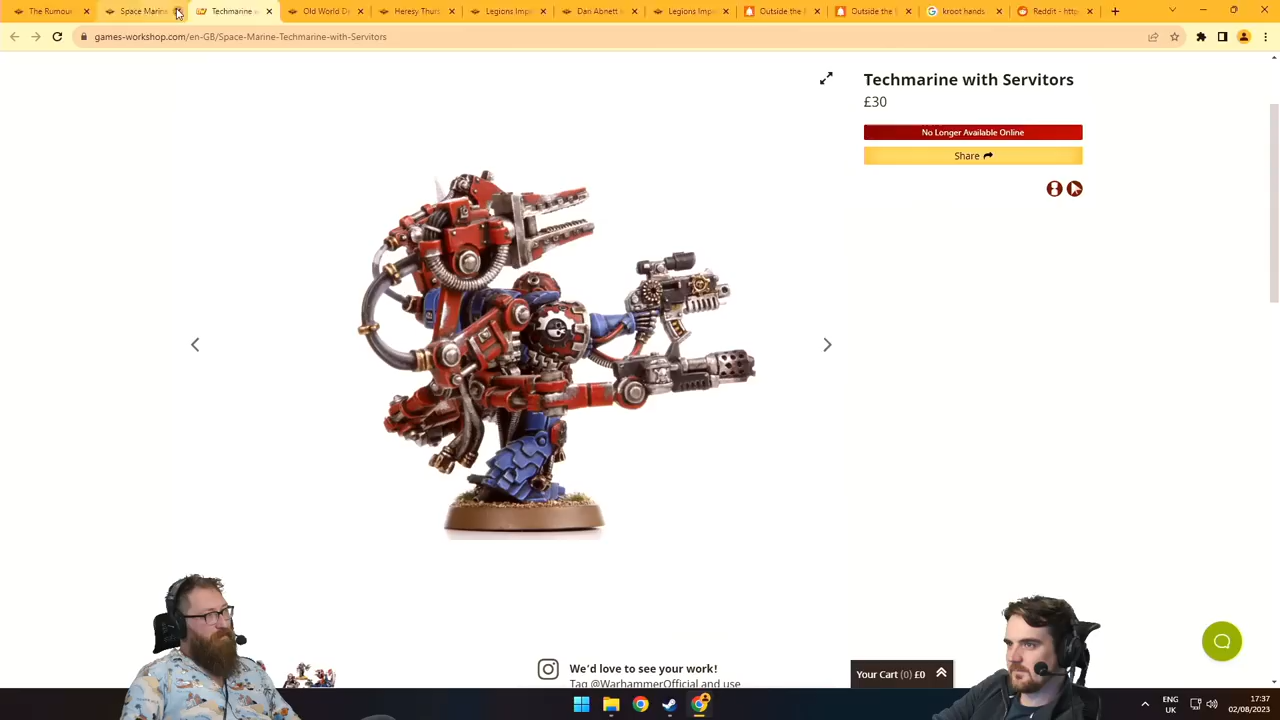 The Rumour
Space Marine
Techmarine w
Old World D
Heresy Thurs
Legions Impe
Dan Abnett
Legions Impe
Outside the
Outside the
kroot hands
Reddit - http
games-workshop.com/en-GB/Space-Marine-Techmarine-with-Servitors
Techmarine with Servitors
£30
No Longer Available Online
Share
We'd love to see your work!
Tag @WarhammerOfficial and use
Your Cart (0) £0
ENG
UK
17:37
02/08/2023